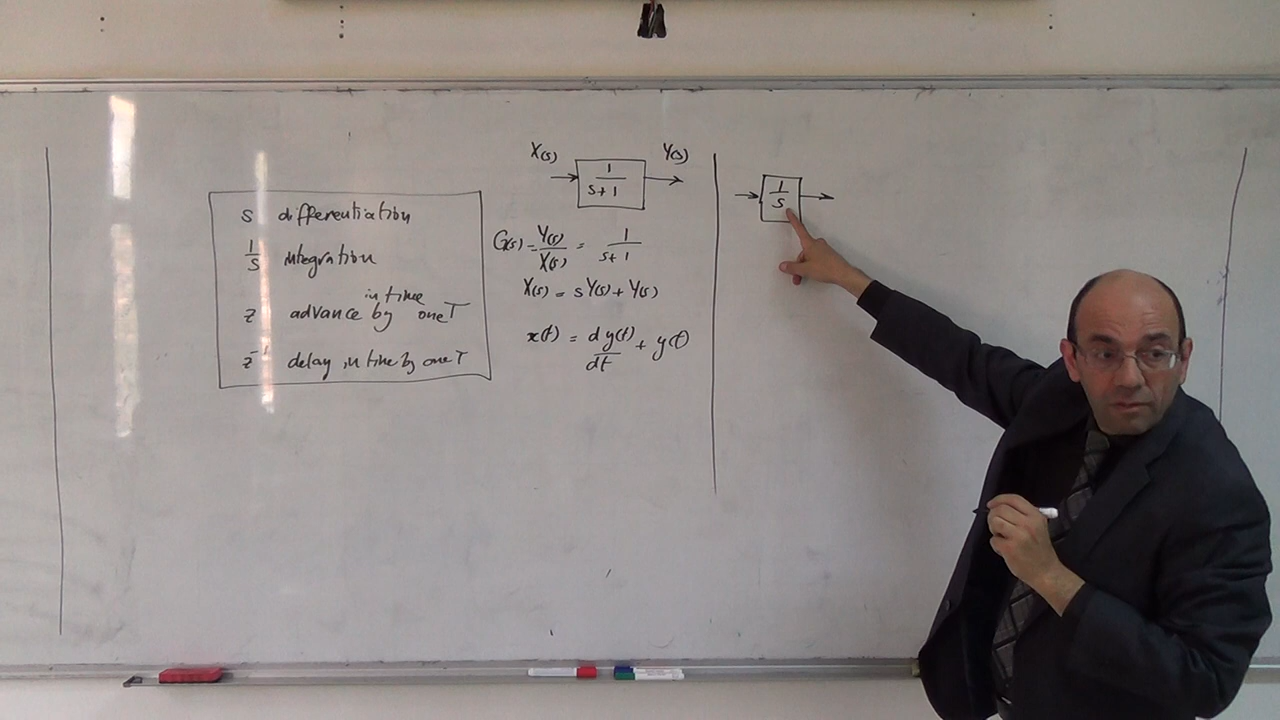 s differentiation
1/s integration
z advance in time by one T
z⁻¹ delay in time by one T
X(s) Y(s)
1/(s+1)
G(s) = Y(s)/X(s) = 1/(s+1)
X(s) = sY(s) + Y(s)
x(t) = dy(t)/dt + y(t)
1/s